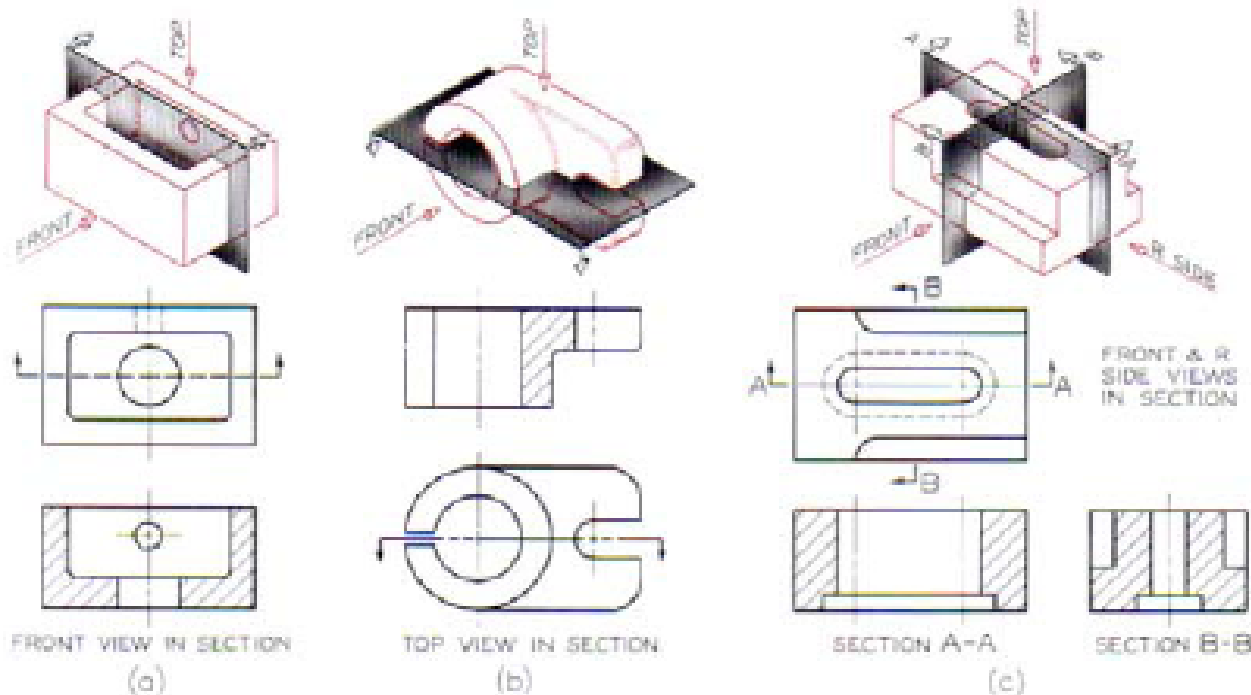 TOP
FRONT
TOP
FRONT
A
B
TOP
B
A
FRONT
R SIDE
B
A
A
B
FRONT & R
SIDE VIEWS
IN SECTION
FRONT VIEW IN SECTION
(a)
TOP VIEW IN SECTION
(b)
SECTION A-A
SECTION B-B
(c)